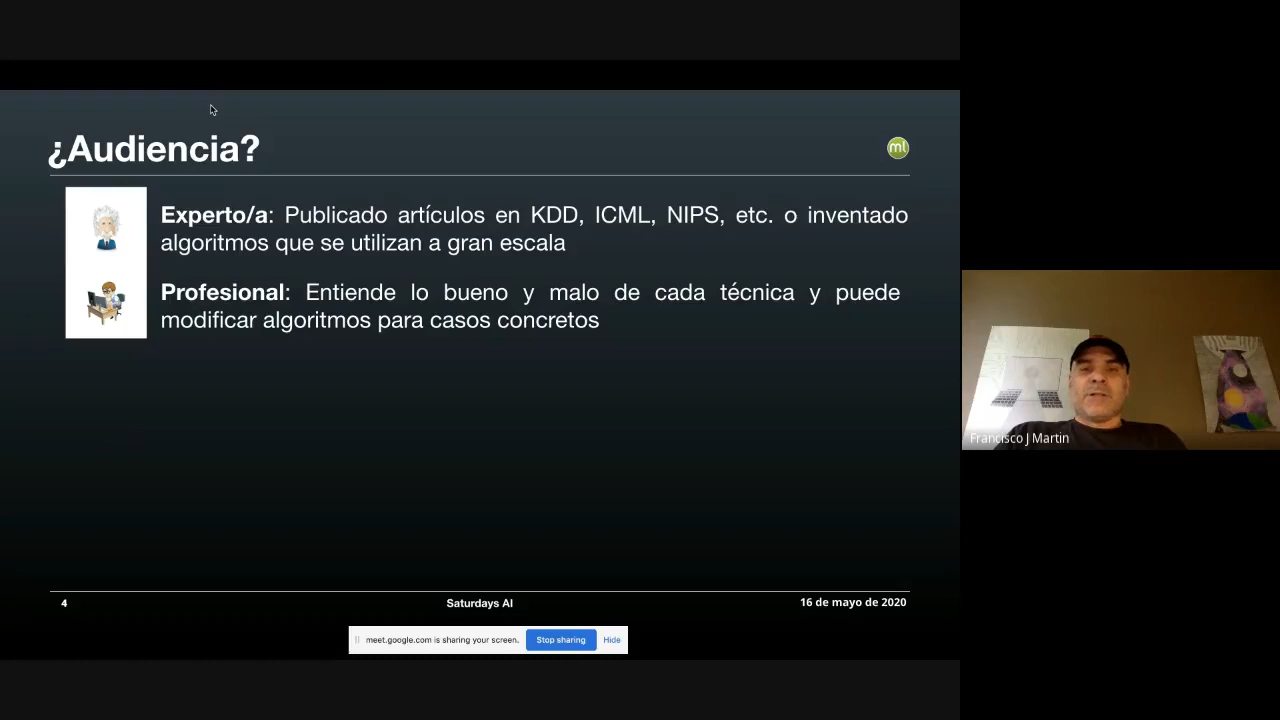 ¿Audiencia?
ml
Experto/a: Publicado artículos en KDD, ICML, NIPS, etc. o inventado
algoritmos que se utilizan a gran escala
Profesional: Entiende lo bueno y malo de cada técnica y puede
modificar algoritmos para casos concretos
Francisco J Martin
4
Saturdays AI
16 de mayo de 2020
meet.google.com is sharing your screen.
Stop sharing
Hide